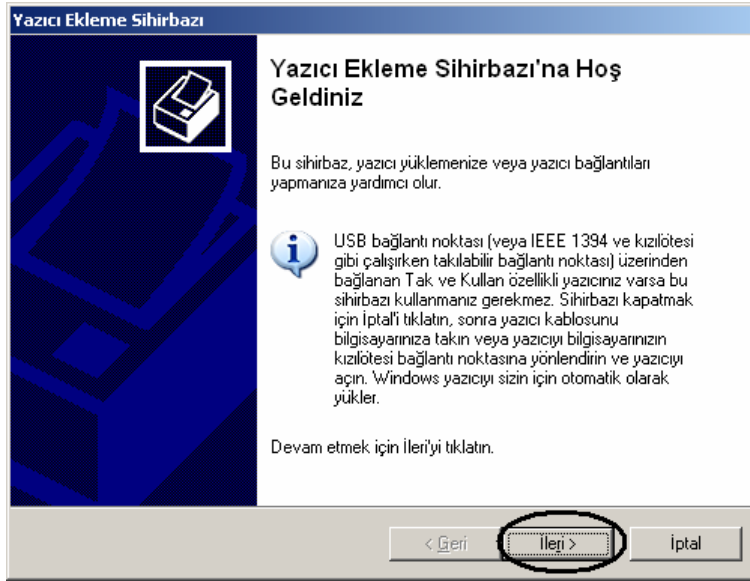 Yazıcı Ekleme Sihirbazı
Yazıcı Ekleme Sihirbazı'na Hoş
Geldiniz
Bu sihirbaz, yazıcı yüklemenize veya yazıcı bağlantıları
yapmanıza yardımcı olur.
USB bağlantı noktası (veya IEEE 1394 ve kızılötesi
gibi çalışırken takılabilir bağlantı noktası) üzerinden
bağlanan Tak ve Kullan özellikli yazıcınız varsa bu
sihirbazı kullanmanız gerekmez. Sihirbazı kapatmak
için İptal'i tıklatın, sonra yazıcı kablosunu
bilgisayarınıza takın veya yazıcıyı bilgisayarınızın
kızılötesi bağlantı noktasına yönlendirin ve yazıcıyı
açın. Windows yazıcıyı sizin için otomatik olarak
yükler.
Devam etmek için İleri'yi tıklatın.
< Geri İleri > İptal